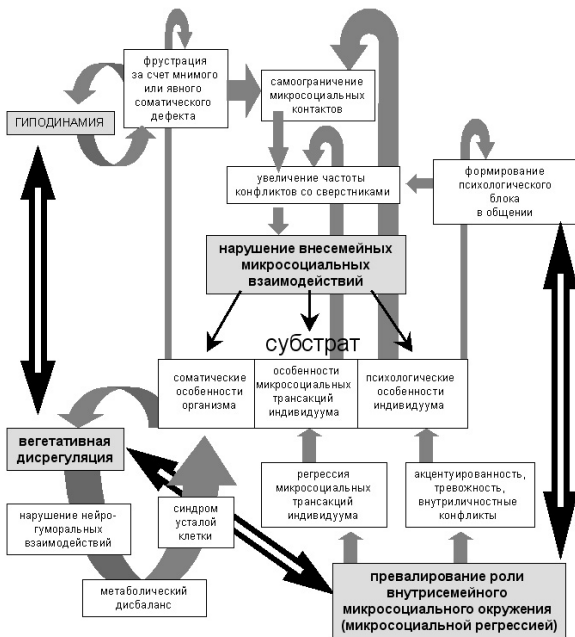 фрустрация
за счет мнимого
или явного
соматического
дефекта
самоограничение
микросоциальных
контактов
ГИПОДИНАМИЯ
увеличение частоты
конфликтов со сверстниками
формирование
психологического
блока
в общении
нарушение внесемейных
микросоциальных
взаимодействий
субстрат
соматические
особенности
организма
особенности
микросоциальных
трансакций
индивидуума
психологические
особенности
индивидуума
вегетативная
дисрегуляция
регрессия
микросоциальных
трансакций
индивидуума
акцентуированность,
тревожность,
внутриличностные
конфликты
нарушение нейро-
гуморальных
взаимодействий
синдром
усталой
клетки
метаболический
дисбаланс
превалирование роли
внутрисемейного
микросоциального окружения
(микросоциальной регрессией)